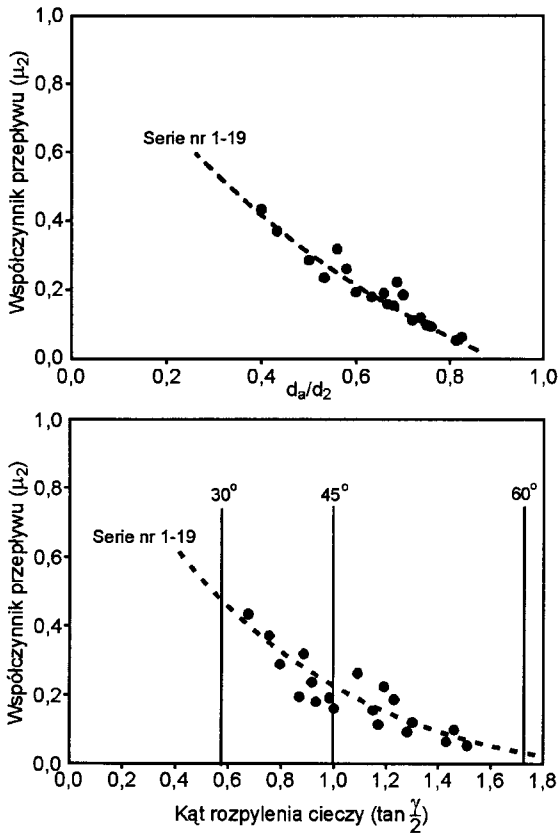 1,0
0,8
0,6
0,4
0,2
0,0
Współczynnik przepływu (μ₂)
Serie nr 1-19
0,0 0,2 0,4 0,6 0,8 1,0
dₐ/d₂
1,0
0,8
0,6
0,4
0,2
0,0
Współczynnik przepływu (μ₂)
30° 45° 60°
Serie nr 1-19
0,0 0,2 0,4 0,6 0,8 1,0 1,2 1,4 1,6 1,8
Kąt rozpylenia cieczy (tan γ/2)